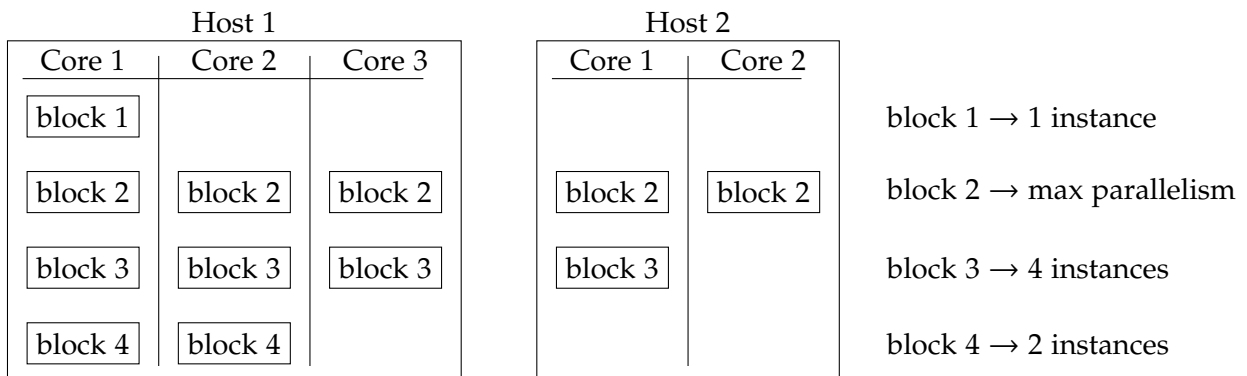 Host 1 Host 2
Core 1 Core 2 Core 3 Core 1 Core 2
block 1 block 1 → 1 instance
block 2 block 2 block 2 block 2 block 2 block 2 → max parallelism
block 3 block 3 block 3 block 3 block 3 → 4 instances
block 4 block 4 block 4 → 2 instances